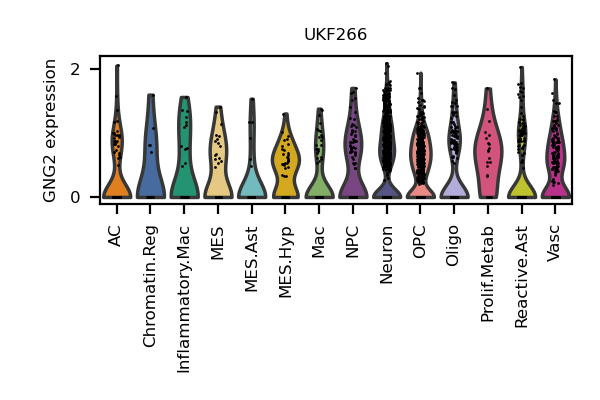 UKF266
GNG2 expression
2
0
AC
Chromatin.Reg
Inflammatory.Mac
MES
MES.Ast
MES.Hyp
Mac
NPC
Neuron
OPC
Oligo
Prolif.Metab
Reactive.Ast
Vasc